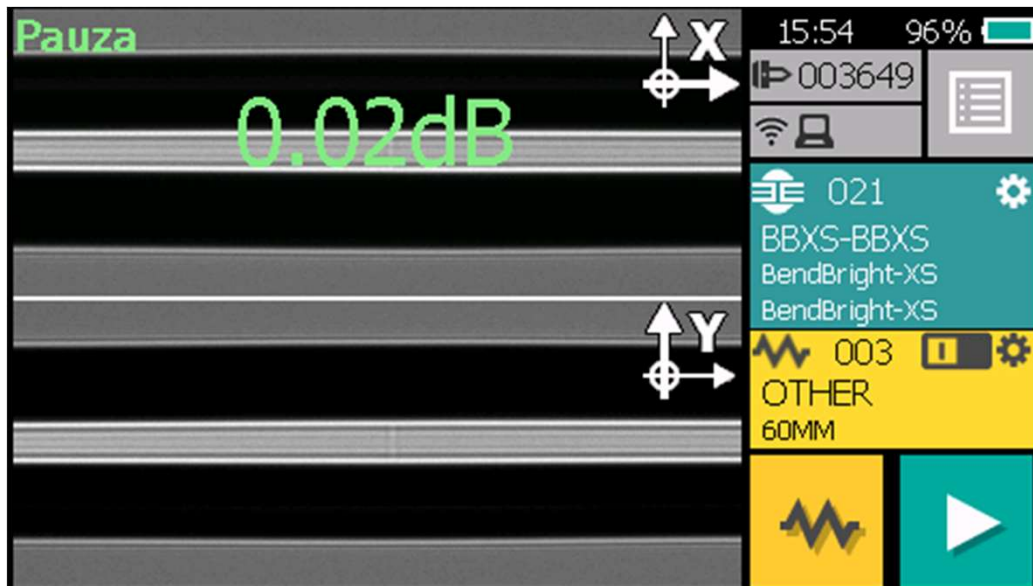 Pauza
X
0.02dB
Y
15:54 96%
003649
021
BBXS-BBXS
BendBright-XS
BendBright-XS
003
OTHER
60MM